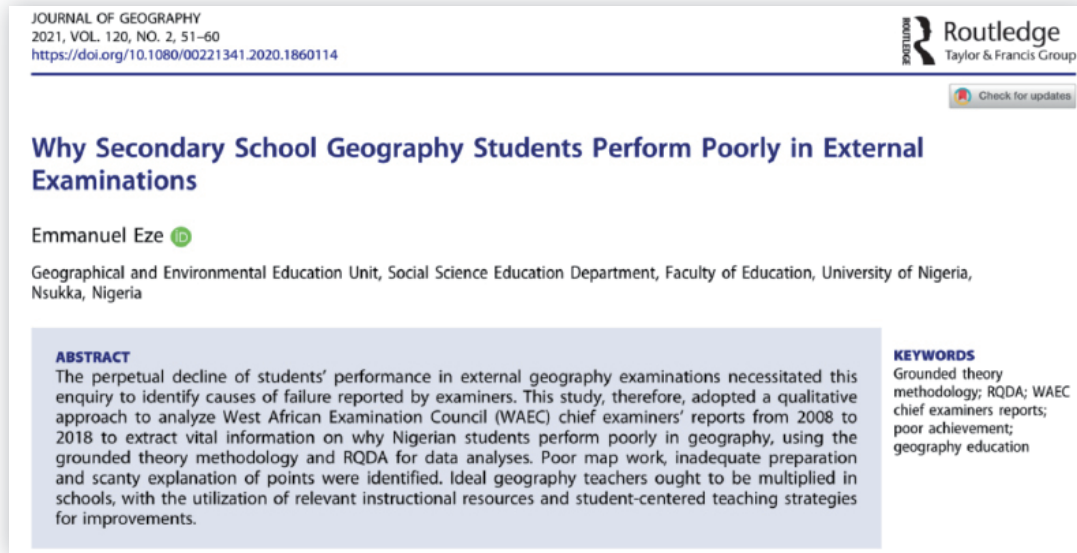 JOURNAL OF GEOGRAPHY
2021, VOL. 120, NO. 2, 51–60
https://doi.org/10.1080/00221341.2020.1860114
ROUTLEDGE
Routledge
Taylor & Francis Group
Check for updates
Why Secondary School Geography Students Perform Poorly in External
Examinations
Emmanuel Eze iD
Geographical and Environmental Education Unit, Social Science Education Department, Faculty of Education, University of Nigeria,
Nsukka, Nigeria
ABSTRACT
The perpetual decline of students’ performance in external geography examinations necessitated this
enquiry to identify causes of failure reported by examiners. This study, therefore, adopted a qualitative
approach to analyze West African Examination Council (WAEC) chief examiners’ reports from 2008 to
2018 to extract vital information on why Nigerian students perform poorly in geography, using the
grounded theory methodology and RQDA for data analyses. Poor map work, inadequate preparation
and scanty explanation of points were identified. Ideal geography teachers ought to be multiplied in
schools, with the utilization of relevant instructional resources and student-centered teaching strategies
for improvements.
KEYWORDS
Grounded theory
methodology; RQDA; WAEC
chief examiners reports;
poor achievement;
geography education